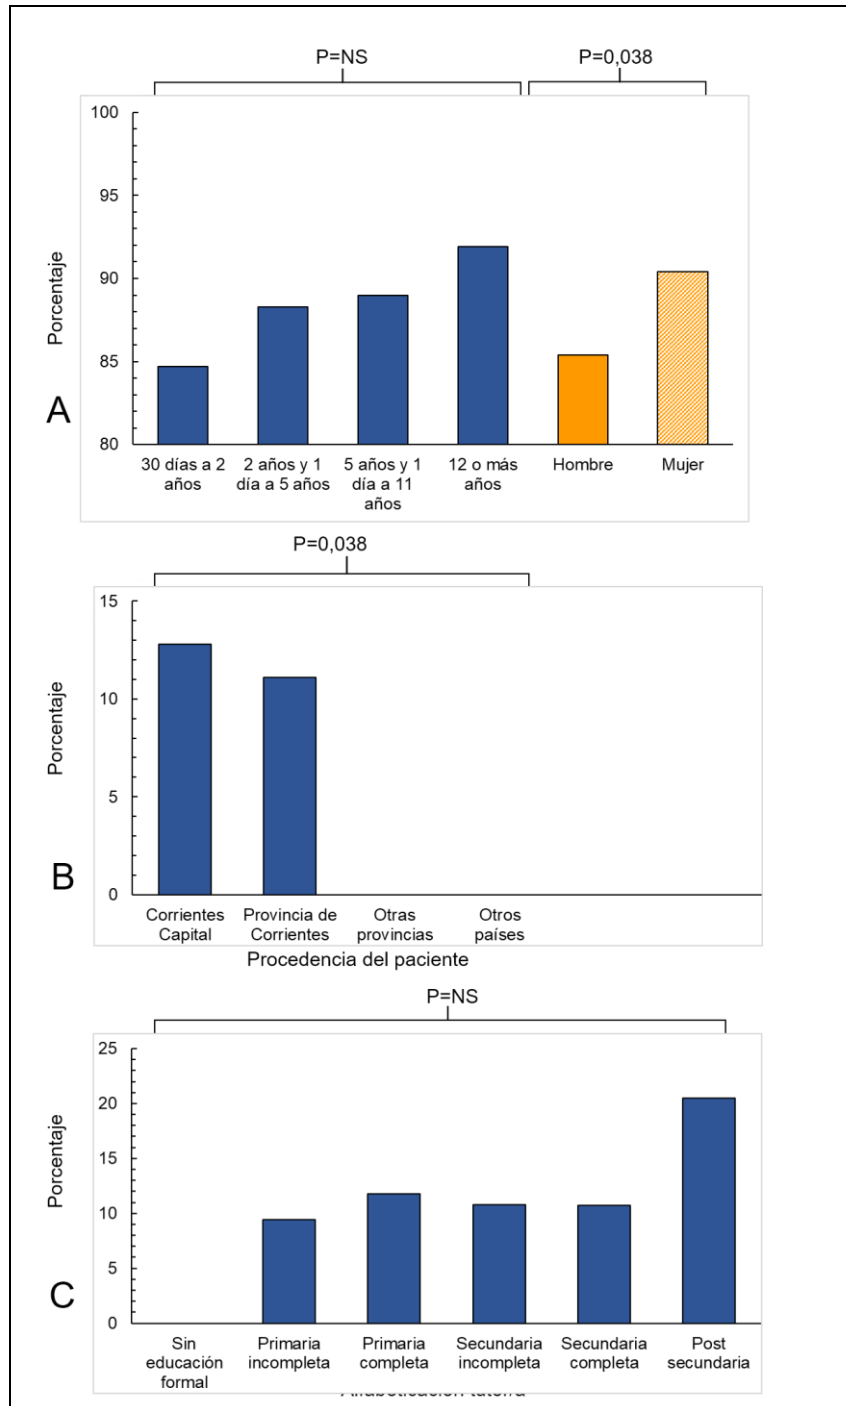 P=NS
P=0,038
100
95
90
85
80
Porcentaje
A
30 días a 2
años
2 años y 1
día a 5 años
5 años y 1
día a 11
años
12 o más
años
Hombre
Mujer
P=0,038
15
10
5
0
Porcentaje
B
Corrientes
Capital
Provincia de
Corrientes
Otras
provincias
Otros
países
Procedencia del paciente
P=NS
25
20
15
10
5
0
Porcentaje
C
Sin
educación
formal
Primaria
incompleta
Primaria
completa
Secundaria
incompleta
Secundaria
completa
Post
secundaria